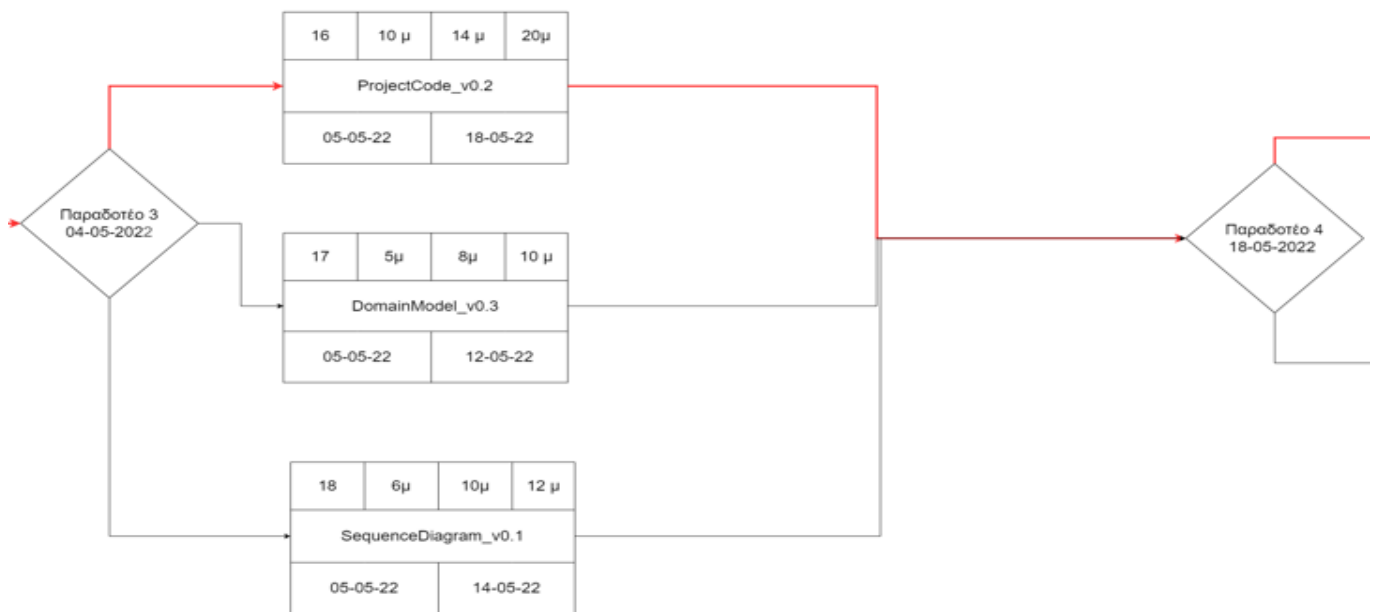 16 10 μ 14 μ 20μ
ProjectCode_v0.2
05-05-22 18-05-22
Παραδοτέο 3
04-05-2022
17 5μ 8μ 10 μ
DomainModel_v0.3
05-05-22 12-05-22
18 6μ 10μ 12 μ
SequenceDiagram_v0.1
05-05-22 14-05-22
Παραδοτέο 4
18-05-2022